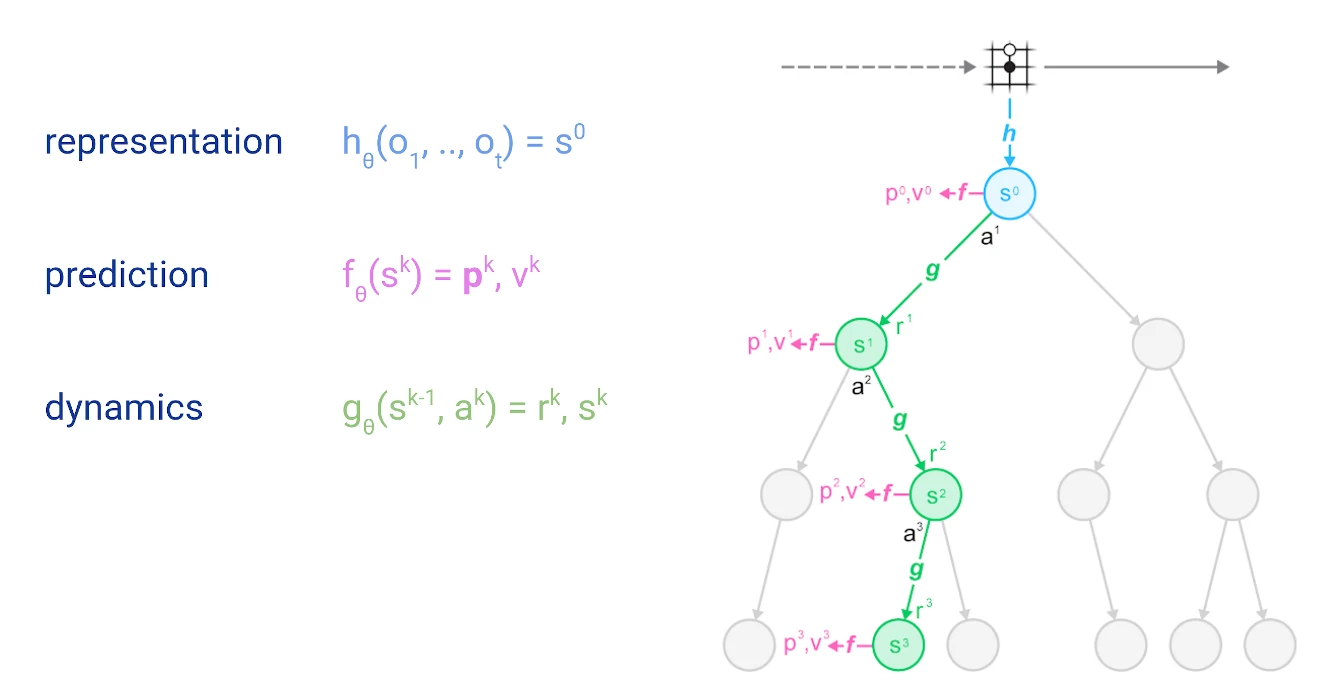 representation hθ(o1, .., ot) = s⁰
prediction fθ(sᵏ) = pᵏ, vᵏ
dynamics gθ(sᵏ⁻¹, aᵏ) = rᵏ, sᵏ
h
p⁰,v⁰ f s⁰
a¹
g
r¹
p¹,v¹ f s¹
a²
g
r²
p²,v² f s²
a³
g
r³
p³,v³ f s³